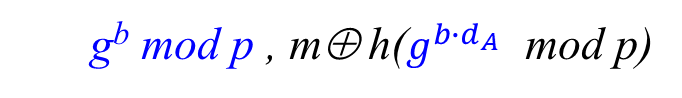 g^b mod p , m⊕h(g^{b·d_A} mod p)